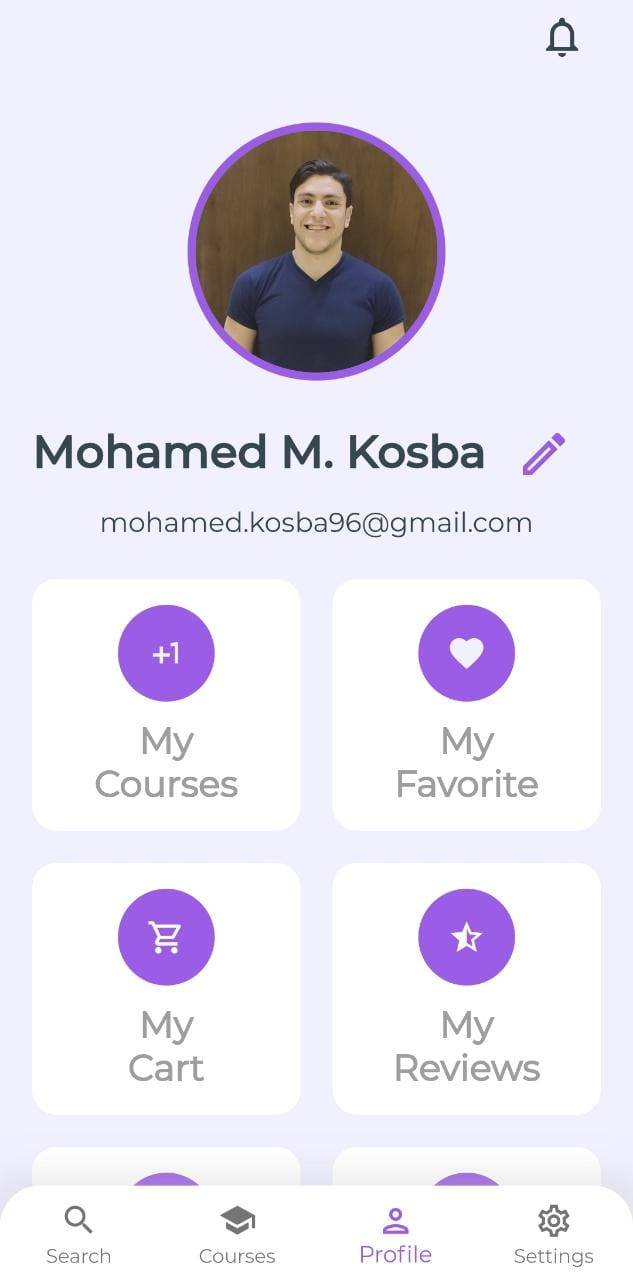 Mohamed M. Kosba
mohamed.kosba96@gmail.com
+1
My
Courses
My
Favorite
My
Cart
My
Reviews
Search
Courses
Profile
Settings